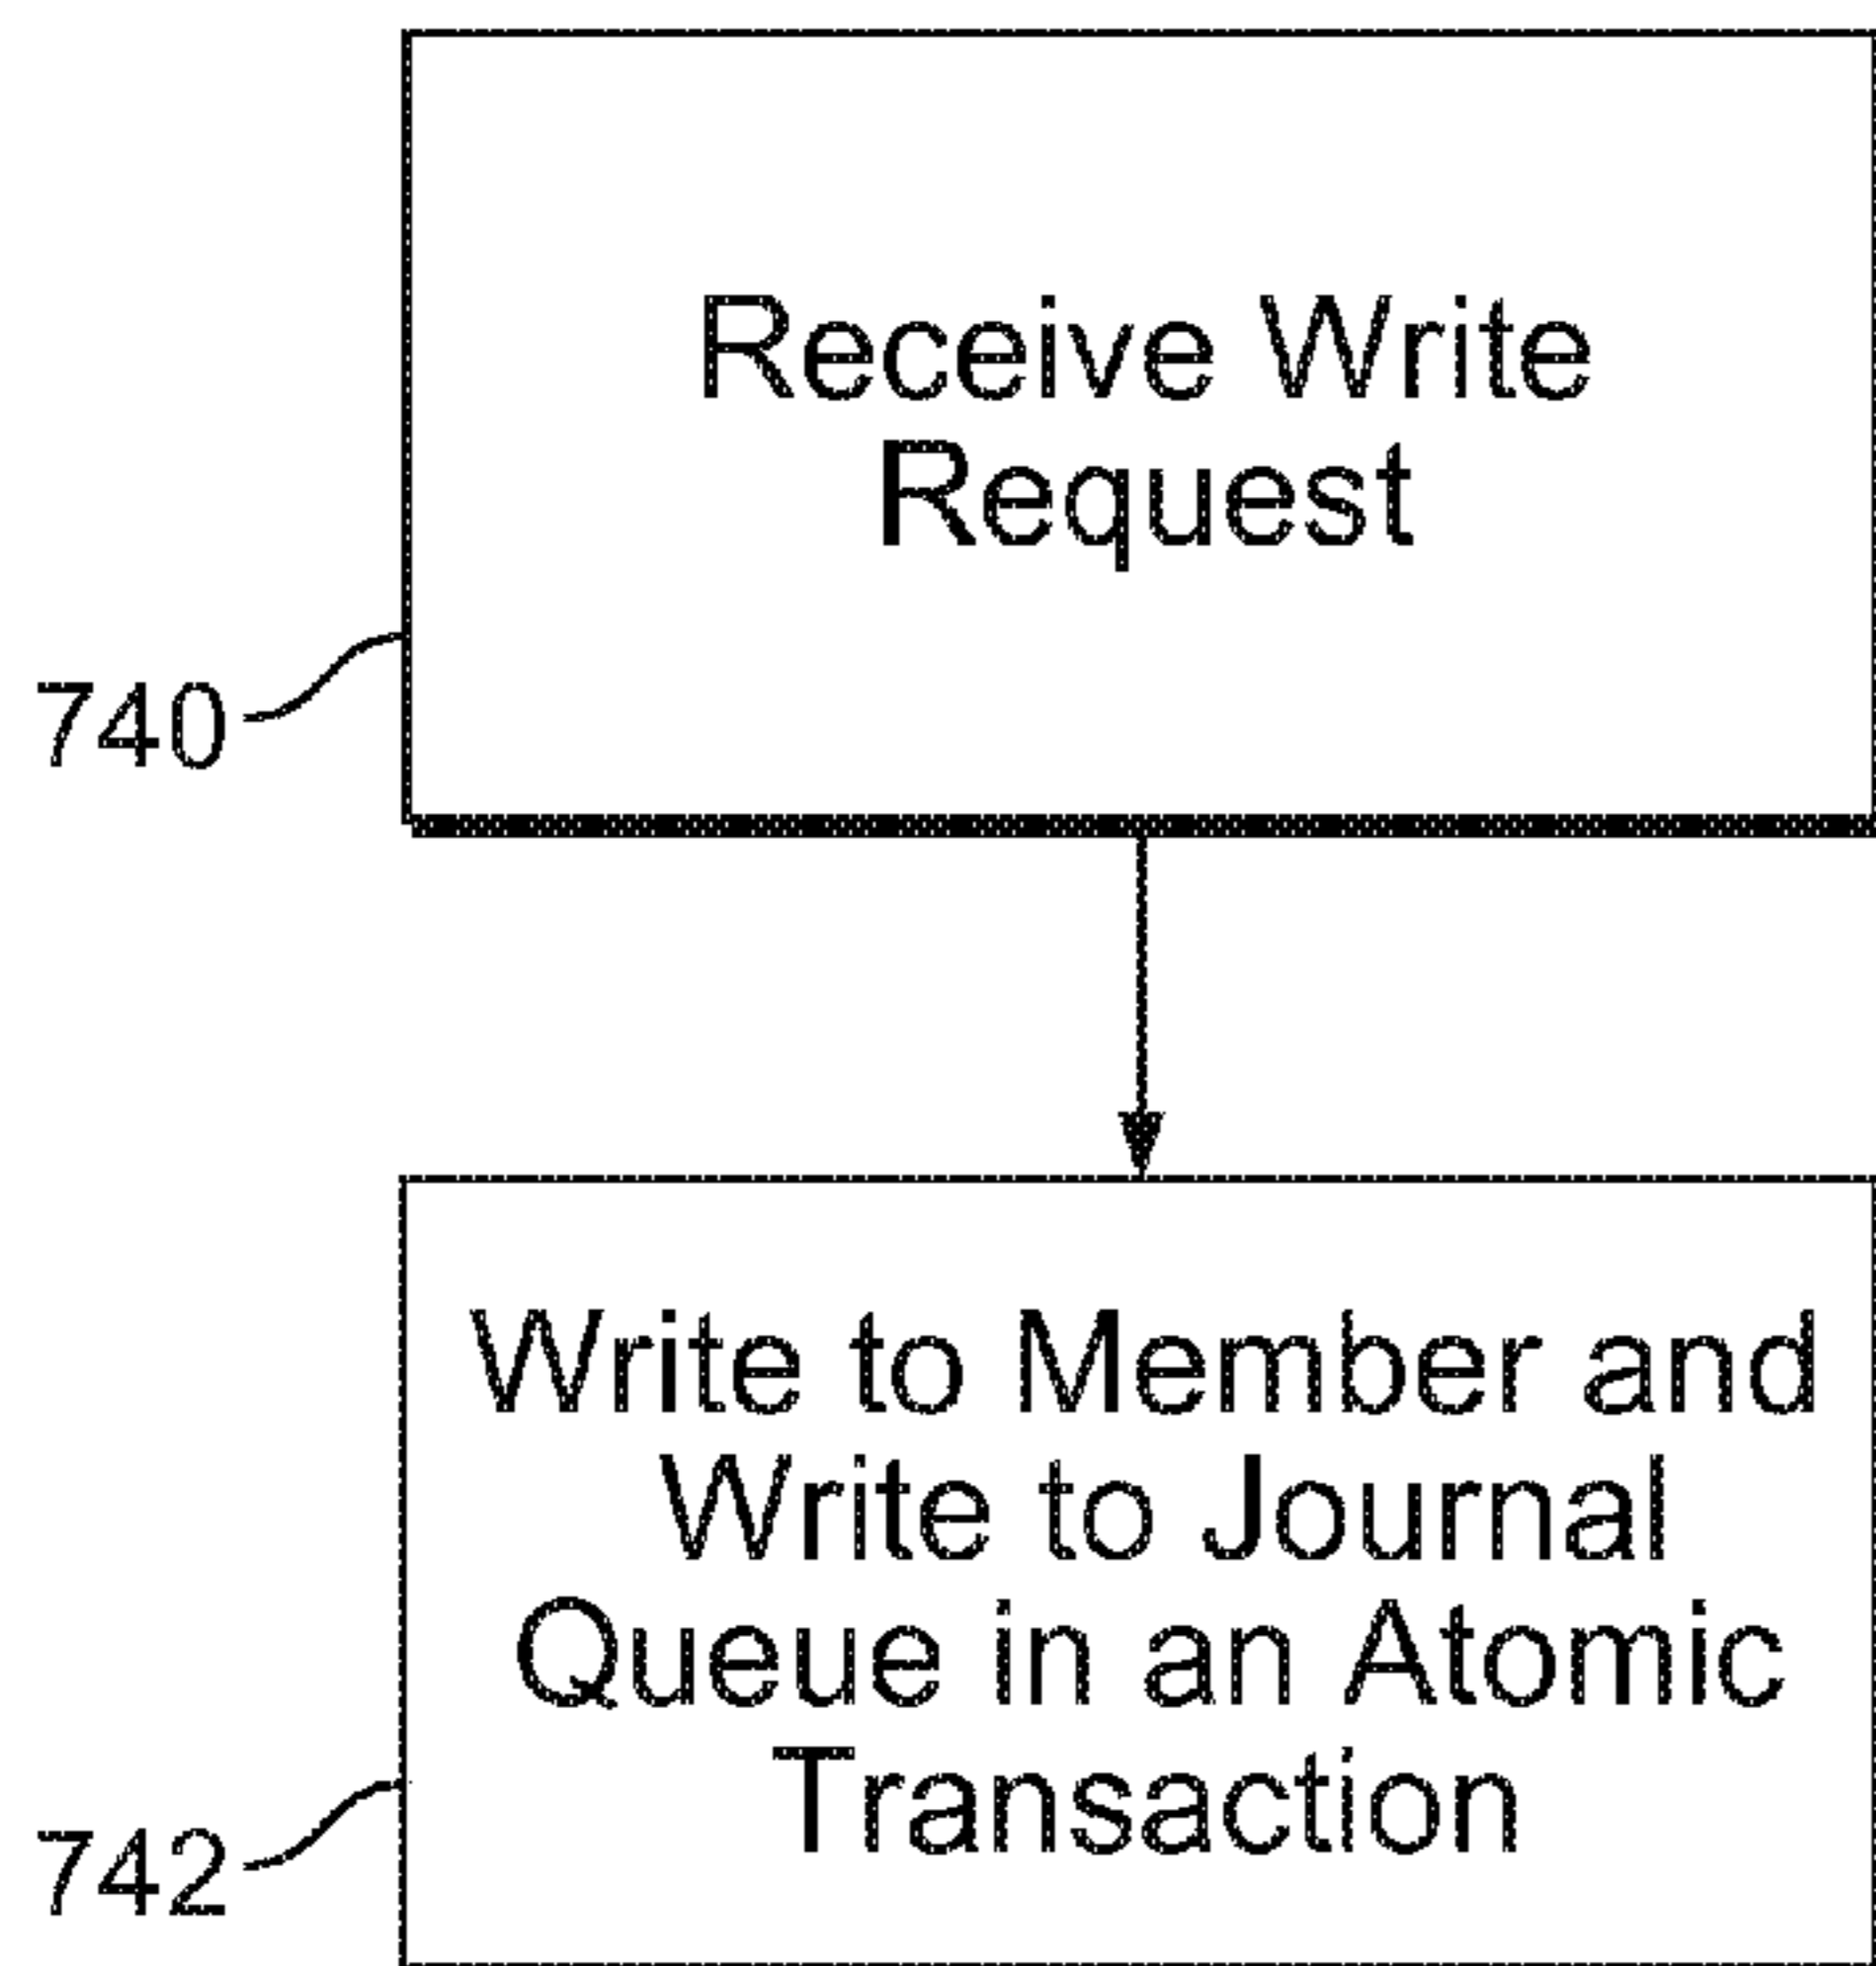 Receive Write
Request
740
Write to Member and
Write to Journal
Queue in an Atomic
Transaction
742